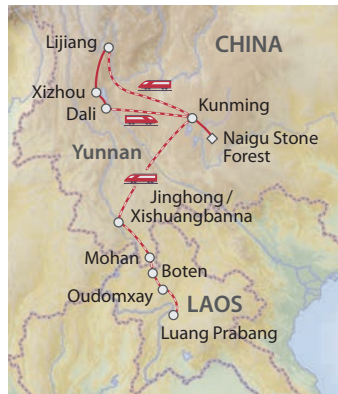 Lijiang
CHINA
Xizhou
Dali
Kunming
Naigu Stone
Forest
Yunnan
Jinghong/
Xishuangbanna
Mohan
Boten
Oudomxay
LAOS
Luang Prabang